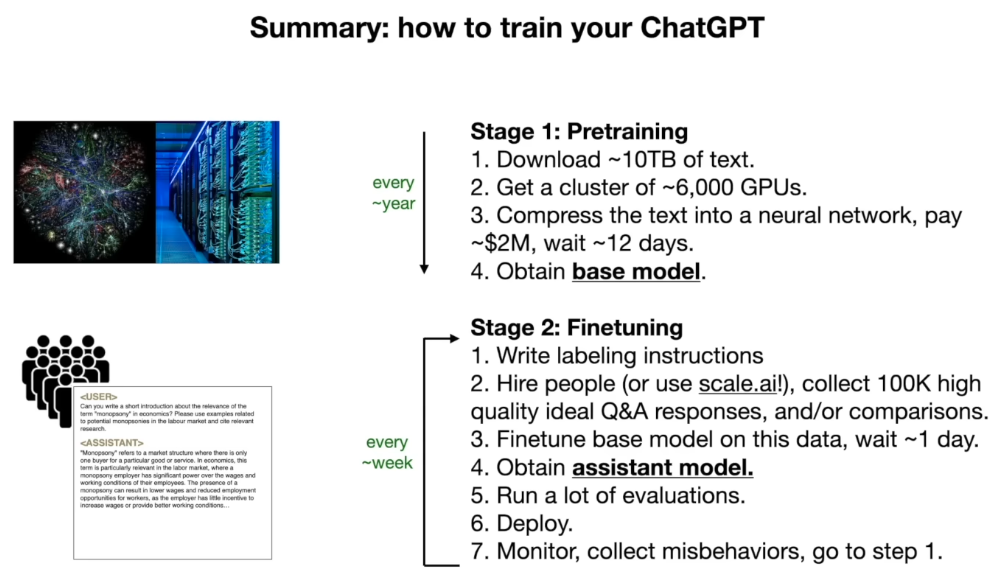 Summary: how to train your ChatGPT
every
~year
Stage 1: Pretraining
1. Download ~10TB of text.
2. Get a cluster of ~6,000 GPUs.
3. Compress the text into a neural network, pay
~$2M, wait ~12 days.
4. Obtain base model.
<USER>
Can you write a short introduction about the relevance of the
term "monopsony" in economics? Please use examples related
to potential monopsonies in the labour market and cite relevant
research.
<ASSISTANT>
"Monopsony" refers to a market structure where there is only
one buyer for a particular good or service. In economics, this
term is particularly relevant in the labor market, where a
monopsony employer has significant power over the wages and
working conditions of their employees. The presence of a
monopsony can result in lower wages and reduced employment
opportunities for workers, as the employer has little incentive to
increase wages or provide better working conditions...
every
~week
Stage 2: Finetuning
1. Write labeling instructions
2. Hire people (or use scale.ai!), collect 100K high
quality ideal Q&A responses, and/or comparisons.
3. Finetune base model on this data, wait ~1 day.
4. Obtain assistant model.
5. Run a lot of evaluations.
6. Deploy.
7. Monitor, collect misbehaviors, go to step 1.